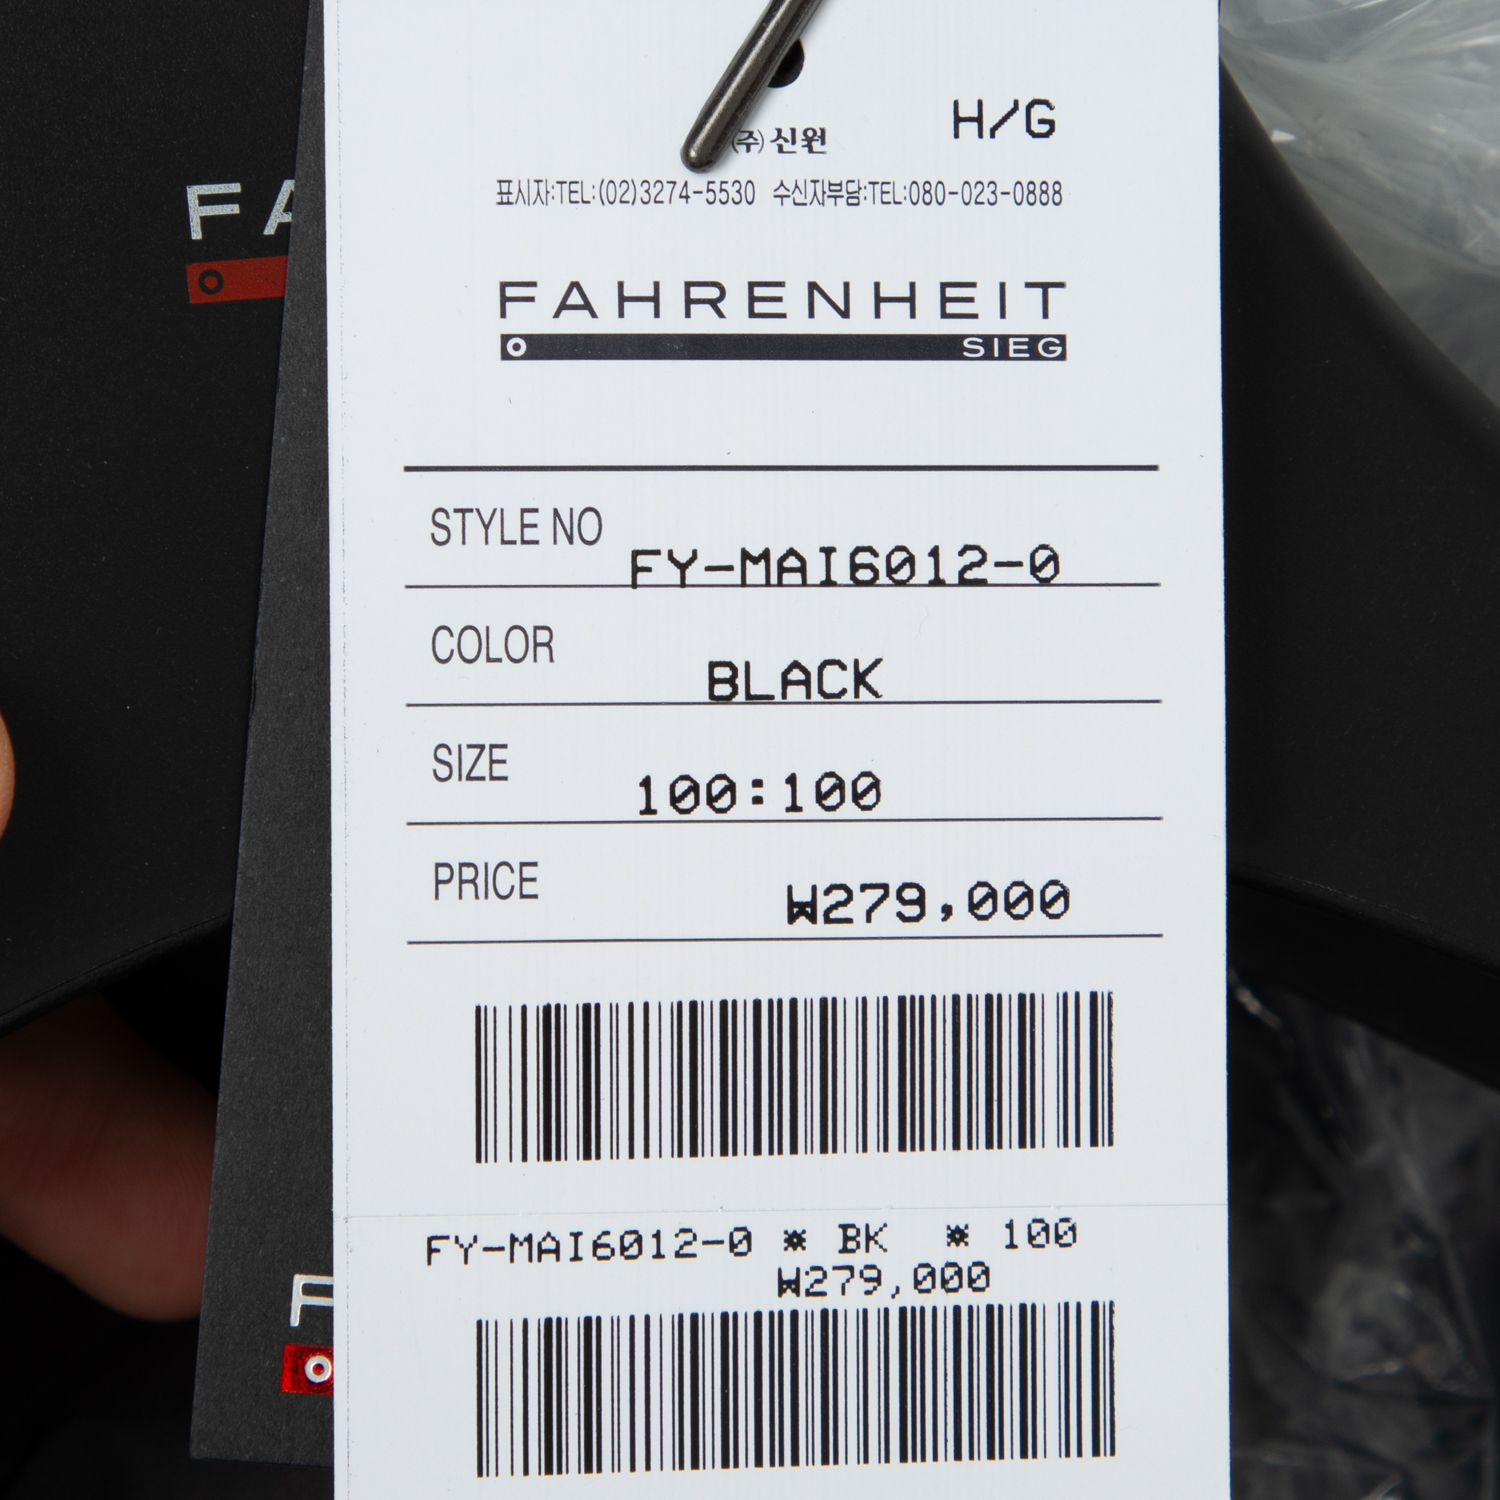 H/G
(주)신원
표시자:TEL:(02)3274-5530 수신자부담:TEL:080-023-0888
FA
FAHRENHEIT
SIEG
STYLE NO
FY-MAI6012-0
COLOR
BLACK
SIZE
100:100
PRICE
₩279,000
FY-MAI6012-0 * BK * 100
₩279,000
F